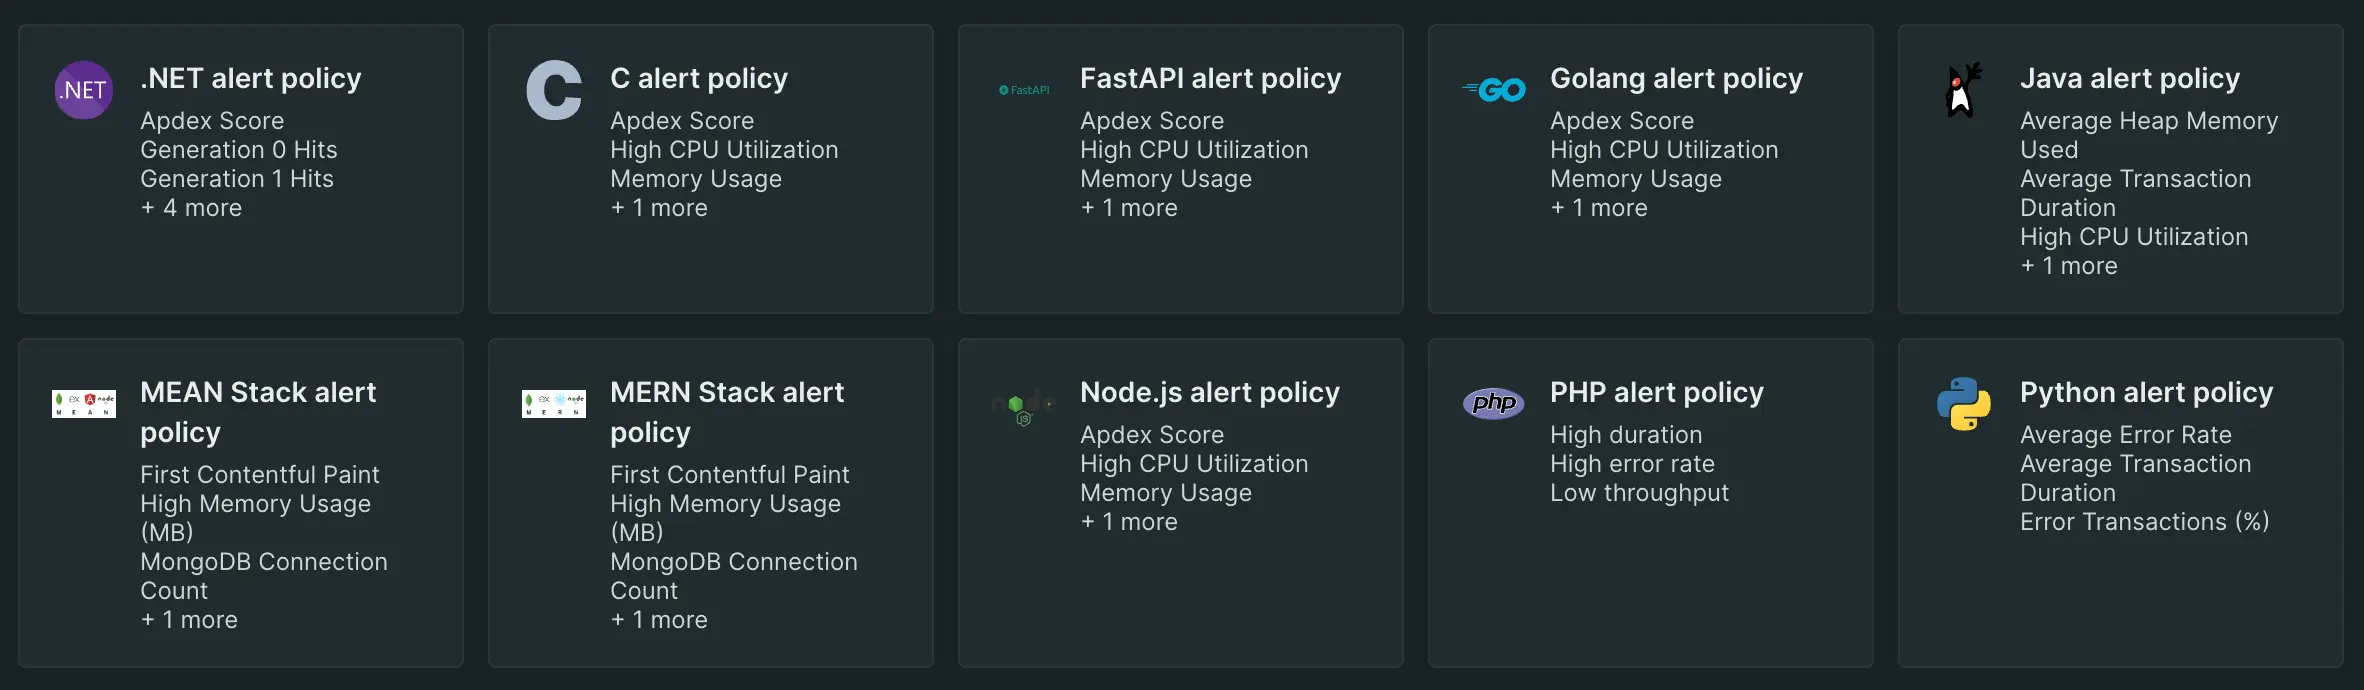 .NET
.NET alert policy
Apdex Score
Generation 0 Hits
Generation 1 Hits
+ 4 more
C
C alert policy
Apdex Score
High CPU Utilization
Memory Usage
+ 1 more
FastAPI
FastAPI alert policy
Apdex Score
High CPU Utilization
Memory Usage
+ 1 more
GO
Golang alert policy
Apdex Score
High CPU Utilization
Memory Usage
+ 1 more
Java alert policy
Average Heap Memory
Used
Average Transaction
Duration
High CPU Utilization
+ 1 more
ex A node
M E A N
MEAN Stack alert
policy
First Contentful Paint
High Memory Usage
(MB)
MongoDB Connection
Count
+ 1 more
ex node
M E R N
MERN Stack alert
policy
First Contentful Paint
High Memory Usage
(MB)
MongoDB Connection
Count
+ 1 more
node
JS
Node.js alert policy
Apdex Score
High CPU Utilization
Memory Usage
+ 1 more
php
PHP alert policy
High duration
High error rate
Low throughput
Python alert policy
Average Error Rate
Average Transaction
Duration
Error Transactions (%)